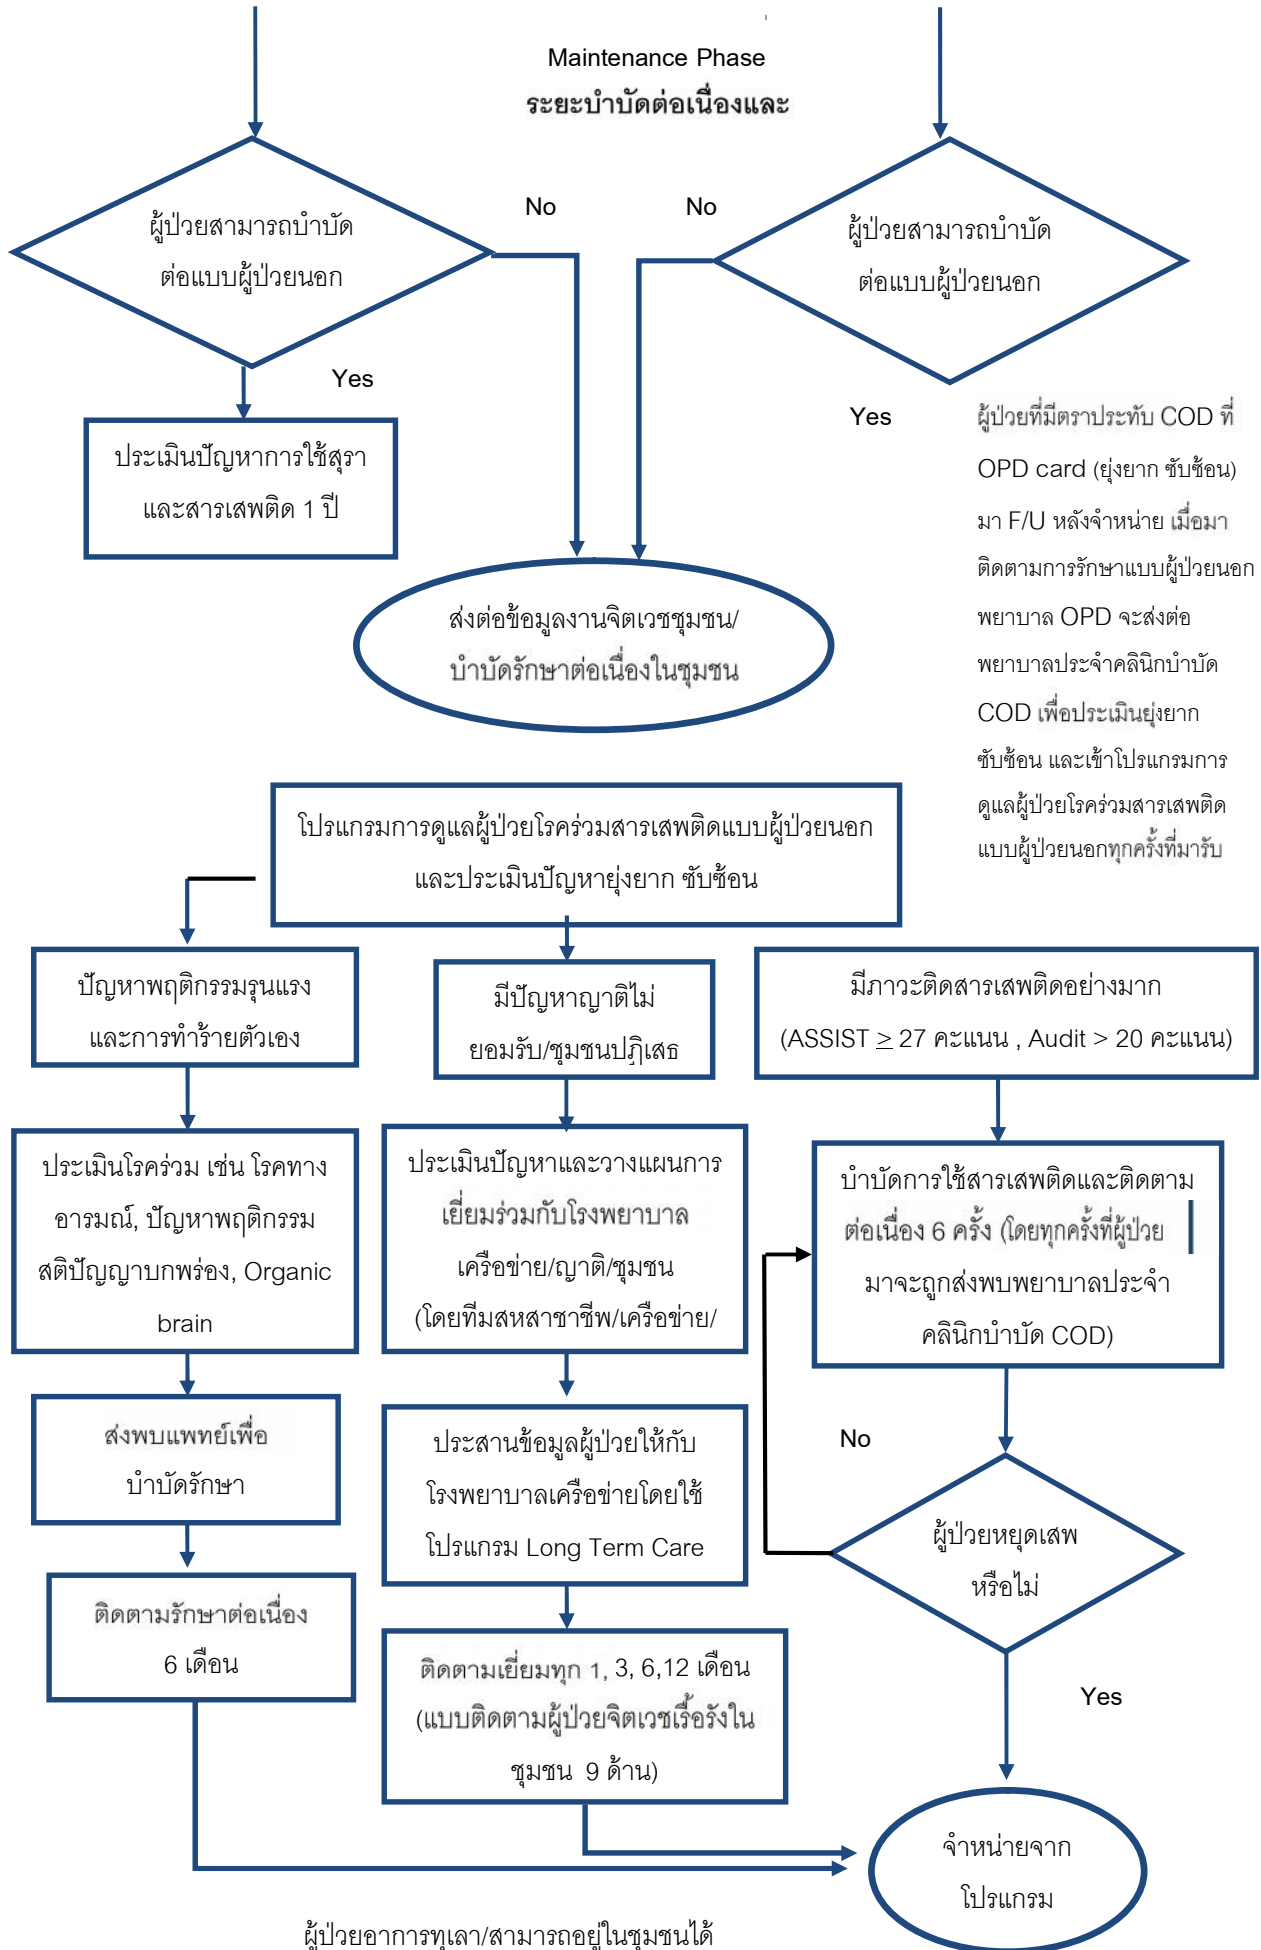 Maintenance Phase
ระยะบำบัดต่อเนื่องและ
ผู้ป่วยสามารถบำบัด
ต่อแบบผู้ป่วยนอก
No
No
ผู้ป่วยสามารถบำบัด
ต่อแบบผู้ป่วยนอก
Yes
ประเมินปัญหาการใช้สุรา
และสารเสพติด 1 ปี
Yes
ผู้ป่วยที่มีตราประทับ COD ที่
OPD card (ยุ่งยาก ซับซ้อน)
มา F/U หลังจำหน่าย เมื่อมา
ติดตามการรักษาแบบผู้ป่วยนอก
พยาบาล OPD จะส่งต่อ
พยาบาลประจำคลินิกบำบัด
COD เพื่อประเมินยุ่งยาก
ซับซ้อน และเข้าโปรแกรมการ
ดูแลผู้ป่วยโรคร่วมสารเสพติด
แบบผู้ป่วยนอกทุกครั้งที่มารับ
ส่งต่อข้อมูลงานจิตเวชชุมชน/
บำบัดรักษาต่อเนื่องในชุมชน
โปรแกรมการดูแลผู้ป่วยโรคร่วมสารเสพติดแบบผู้ป่วยนอก
และประเมินปัญหายุ่งยาก ซับซ้อน
ปัญหาพฤติกรรมรุนแรง
และการทำร้ายตัวเอง
มีปัญหาญาติไม่
ยอมรับ/ชุมชนปฏิเสธ
มีภาวะติดสารเสพติดอย่างมาก
(ASSIST ≥ 27 คะแนน , Audit > 20 คะแนน)
ประเมินโรคร่วม เช่น โรคทาง
อารมณ์, ปัญหาพฤติกรรม
สติปัญญาบกพร่อง, Organic
brain
ประเมินปัญหาและวางแผนการ
เยี่ยมร่วมกับโรงพยาบาล
เครือข่าย/ญาติ/ชุมชน
(โดยทีมสหสาชาชีพ/เครือข่าย/
บำบัดการใช้สารเสพติดและติดตาม
ต่อเนื่อง 6 ครั้ง (โดยทุกครั้งที่ผู้ป่วย
มาจะถูกส่งพบพยาบาลประจำ
คลินิกบำบัด COD)
ส่งพบแพทย์เพื่อ
บำบัดรักษา
ประสานข้อมูลผู้ป่วยให้กับ
โรงพยาบาลเครือข่ายโดยใช้
โปรแกรม Long Term Care
No
ผู้ป่วยหยุดเสพ
หรือไม่
ติดตามรักษาต่อเนื่อง
6 เดือน
ติดตามเยี่ยมทุก 1, 3, 6,12 เดือน
(แบบติดตามผู้ป่วยจิตเวชเรื้อรังใน
ชุมชน 9 ด้าน)
Yes
จำหน่ายจาก
โปรแกรม
ผู้ป่วยอาการทุเลา/สามารถอยู่ในชุมชนได้